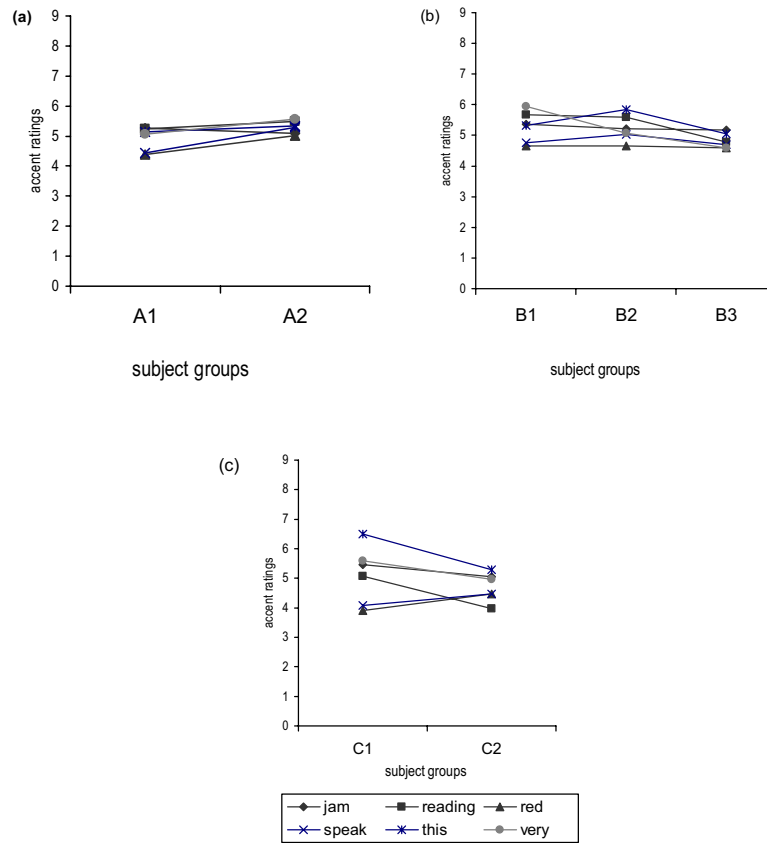 (a)
9
8
7
6
5
4
3
2
1
0
accent ratings
A1 A2
subject groups
(b)
9
8
7
6
5
4
3
2
1
0
accent ratings
B1 B2 B3
subject groups
(c)
9
8
7
6
5
4
3
2
1
0
accent ratings
C1 C2
subject groups
jam reading red
speak this very